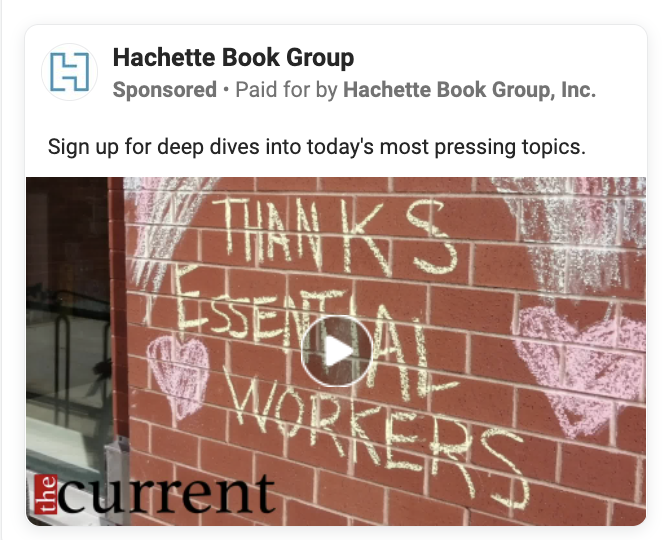 Hachette Book Group
Sponsored • Paid for by Hachette Book Group, Inc.
Sign up for deep dives into today's most pressing topics.
THANKS
ESSENTIAL
WORKERS
the current